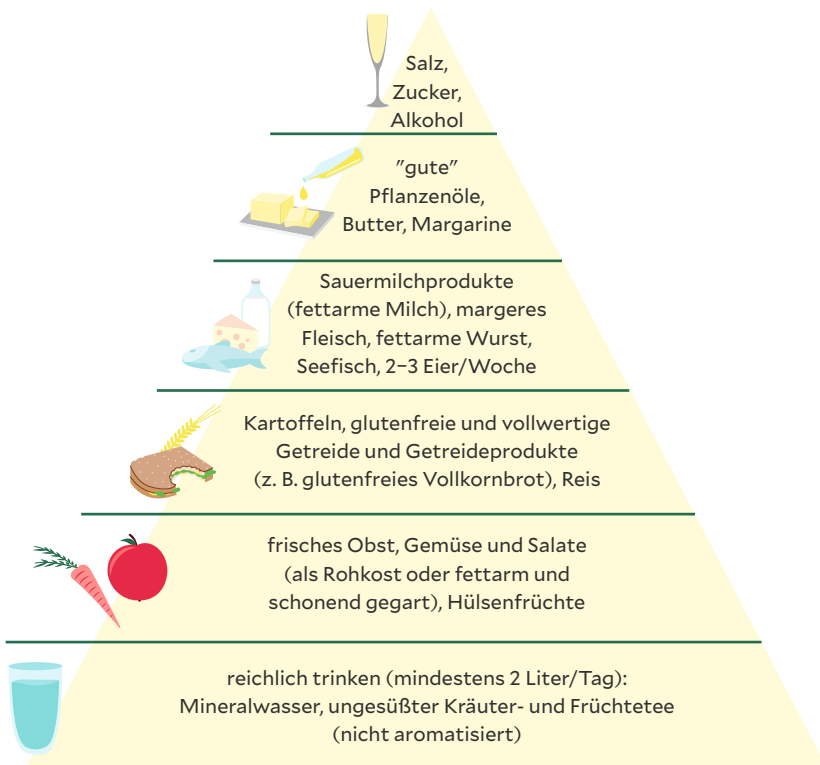 Salz,
Zucker,
Alkohol
"gute"
Pflanzenöle,
Butter, Margarine
Sauermilchprodukte
(fettarme Milch), margeres
Fleisch, fettarme Wurst,
Seefisch, 2–3 Eier/Woche
Kartoffeln, glutenfreie und vollwertige
Getreide und Getreideprodukte
(z. B. glutenfreies Vollkornbrot), Reis
frisches Obst, Gemüse und Salate
(als Rohkost oder fettarm und
schonend gegart), Hülsenfrüchte
reichlich trinken (mindestens 2 Liter/Tag):
Mineralwasser, ungesüßter Kräuter- und Früchtetee
(nicht aromatisiert)